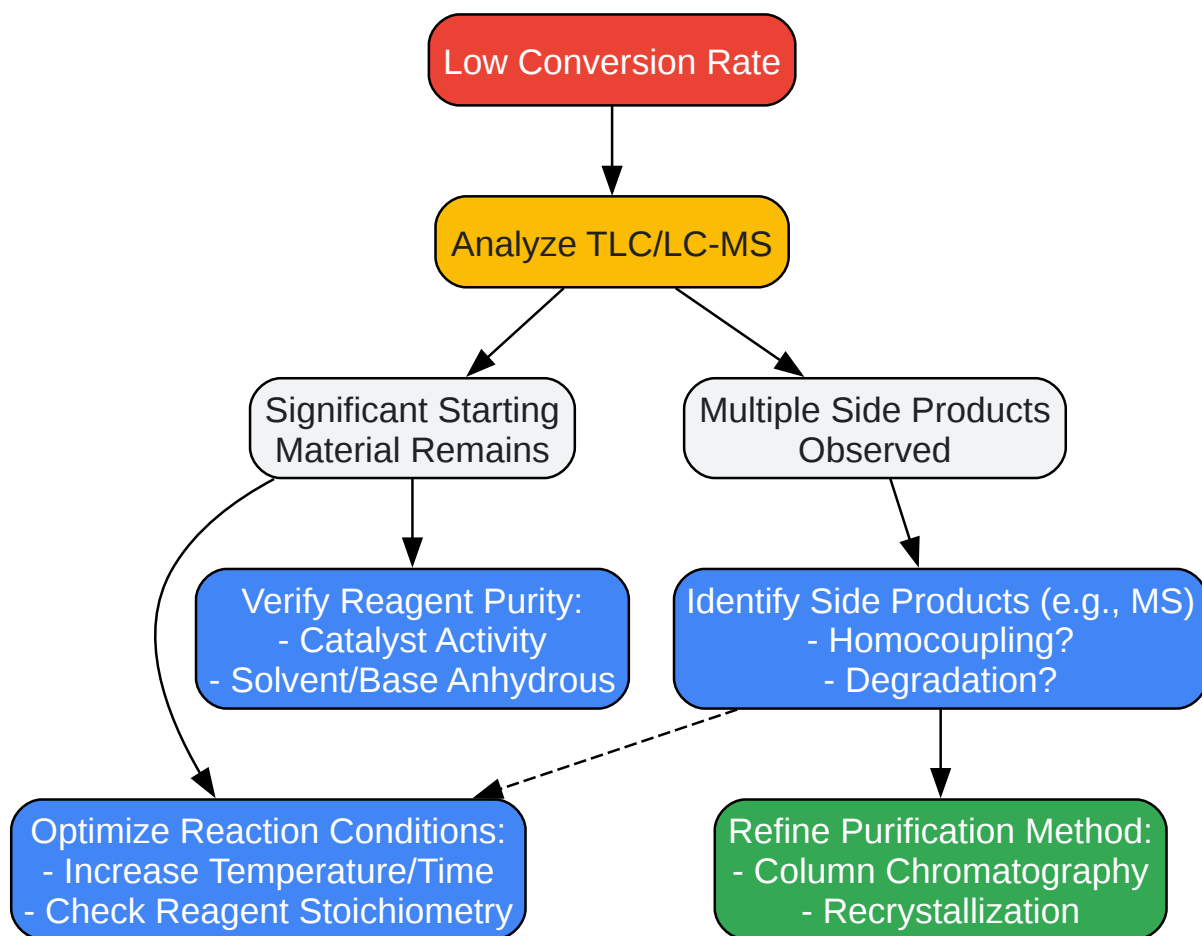 Low Conversion Rate
Analyze TLC/LC-MS
Significant Starting
Material Remains
Multiple Side Products
Observed
Verify Reagent Purity:
- Catalyst Activity
- Solvent/Base Anhydrous
Identify Side Products (e.g., MS)
- Homocoupling?
- Degradation?
Optimize Reaction Conditions:
- Increase Temperature/Time
- Check Reagent Stoichiometry
Refine Purification Method:
- Column Chromatography
- Recrystallization